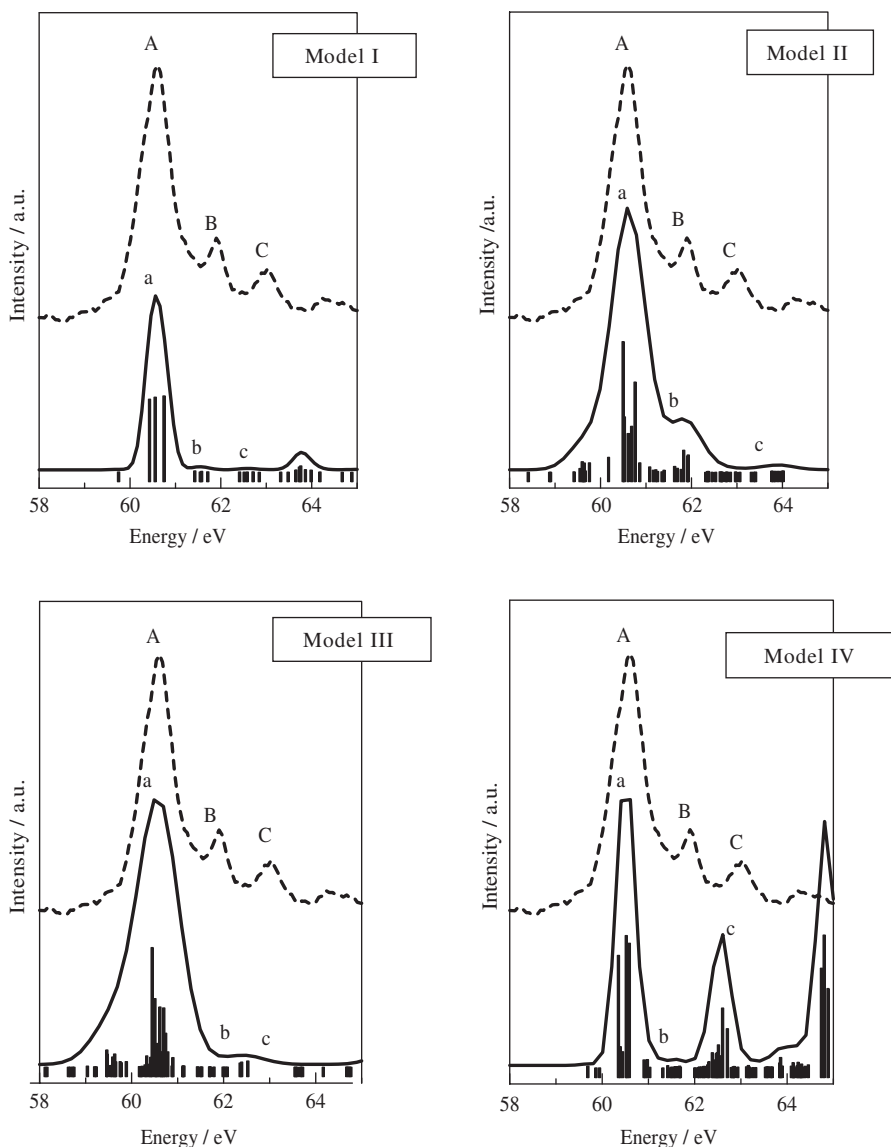 Model I
A
B
C
a
b
c
Intensity / a.u.
58
60
62
64
Energy / eV
Model II
A
B
C
a
b
c
Intensity /a.u.
58
60
62
64
Energy / eV
Model III
A
B
C
a
b
c
Intensity / a.u.
58
60
62
64
Energy / eV
Model IV
A
B
C
a
b
c
Intensity / a.u.
58
60
62
64
Energy / eV